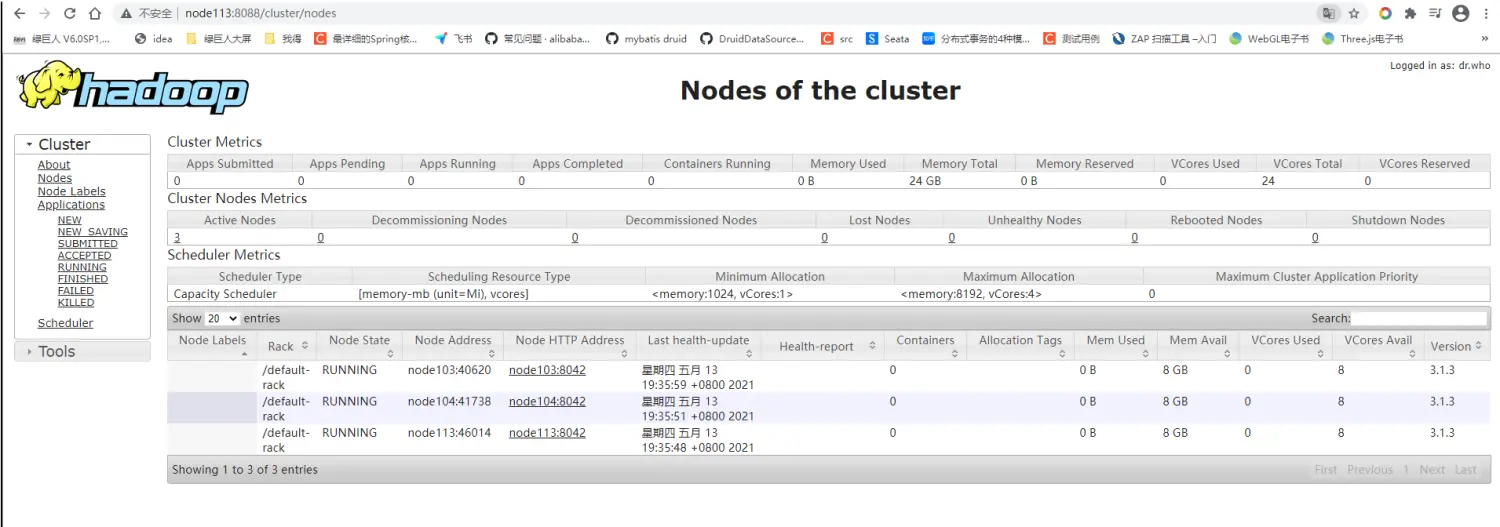 不安全 | node113:8088/cluster/nodes
绿巨人 V6.0SP1,... idea 绿巨人大屏 我得 最详细的Spring核... 飞书 常见问题 · alibaba... mybatis druid DruidDataSource... src Seata 分布式事务的4种模... 测试用例 ZAP 扫描工具 –入门 WebGL电子书 Three.js电子书 »
hadoop
Nodes of the cluster
Logged in as: dr.who
Cluster
About
Nodes
Node Labels
Applications
NEW
NEW_SAVING
SUBMITTED
ACCEPTED
RUNNING
FINISHED
FAILED
KILLED
Scheduler
Tools
Cluster Metrics
Apps Submitted Apps Pending Apps Running Apps Completed Containers Running Memory Used Memory Total Memory Reserved VCores Used VCores Total VCores Reserved
0 0 0 0 0 0 B 24 GB 0 B 0 24 0
Cluster Nodes Metrics
Active Nodes Decommissioning Nodes Decommissioned Nodes Lost Nodes Unhealthy Nodes Rebooted Nodes Shutdown Nodes
3 0 0 0 0 0 0
Scheduler Metrics
Scheduler Type Scheduling Resource Type Minimum Allocation Maximum Allocation Maximum Cluster Application Priority
Capacity Scheduler [memory-mb (unit=Mi), vcores] <memory:1024, vCores:1> <memory:8192, vCores:4> 0
Show 20 entries Search:
Node Labels Rack Node State Node Address Node HTTP Address Last health-update Health-report Containers Allocation Tags Mem Used Mem Avail VCores Used VCores Avail Version
/default- RUNNING node103:40620 node103:8042 星期四 五月 13 0 0 B 8 GB 0 8 3.1.3
rack 19:35:59 +0800 2021
/default- RUNNING node104:41738 node104:8042 星期四 五月 13 0 0 B 8 GB 0 8 3.1.3
rack 19:35:51 +0800 2021
/default- RUNNING node113:46014 node113:8042 星期四 五月 13 0 0 B 8 GB 0 8 3.1.3
rack 19:35:48 +0800 2021
Showing 1 to 3 of 3 entries First Previous 1 Next Last